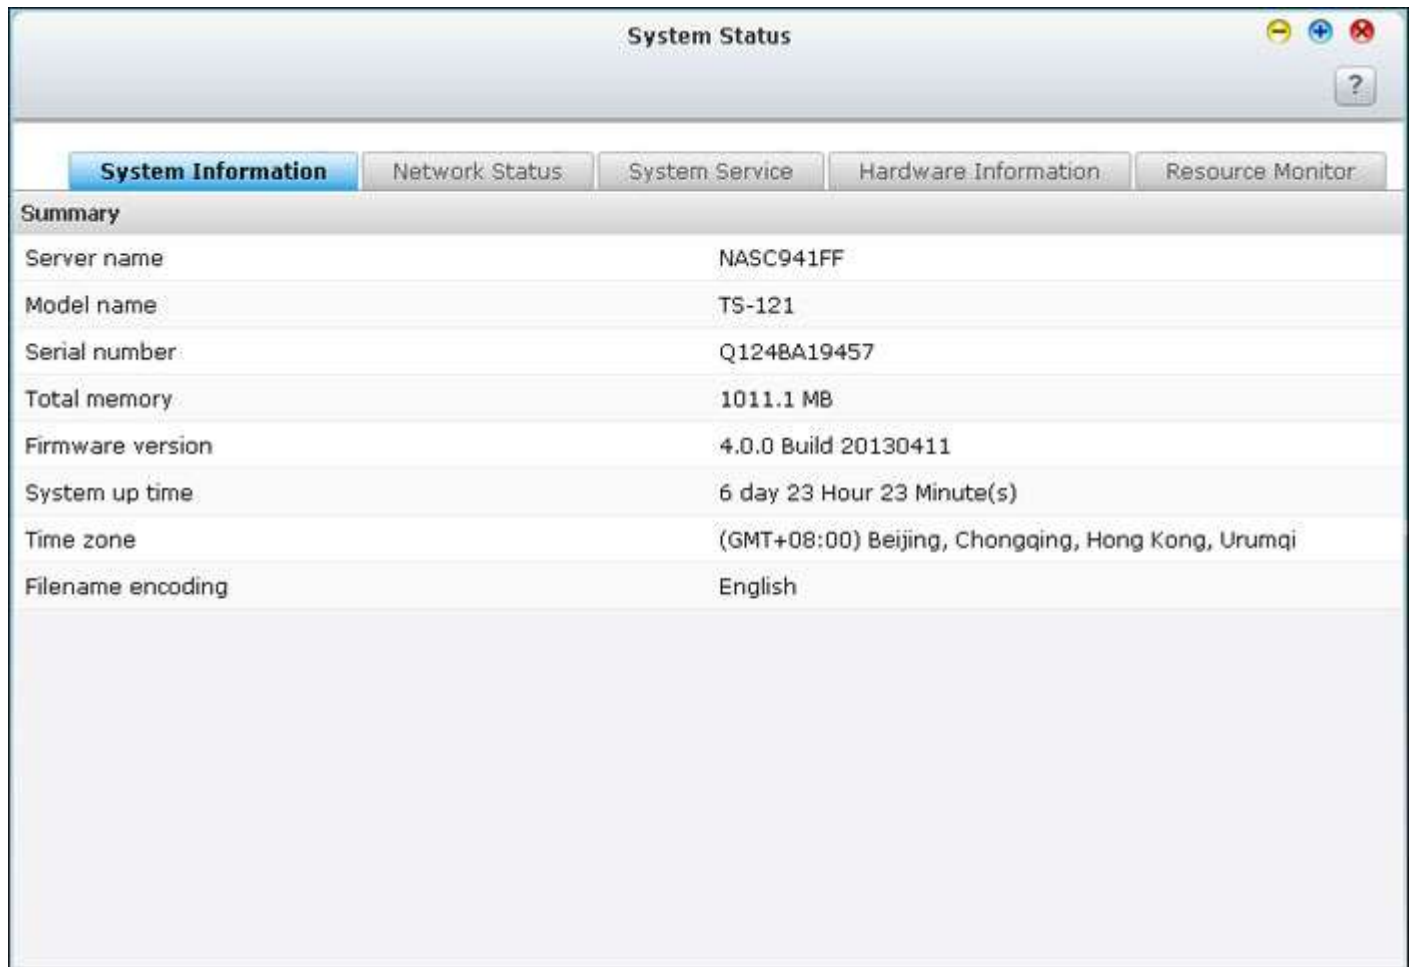 System Status
?
System Information Network Status System Service Hardware Information Resource Monitor
Summary
Server name NASC941FF
Model name TS-121
Serial number Q124BA19457
Total memory 1011.1 MB
Firmware version 4.0.0 Build 20130411
System up time 6 day 23 Hour 23 Minute(s)
Time zone (GMT+08:00) Beijing, Chongqing, Hong Kong, Urumqi
Filename encoding English